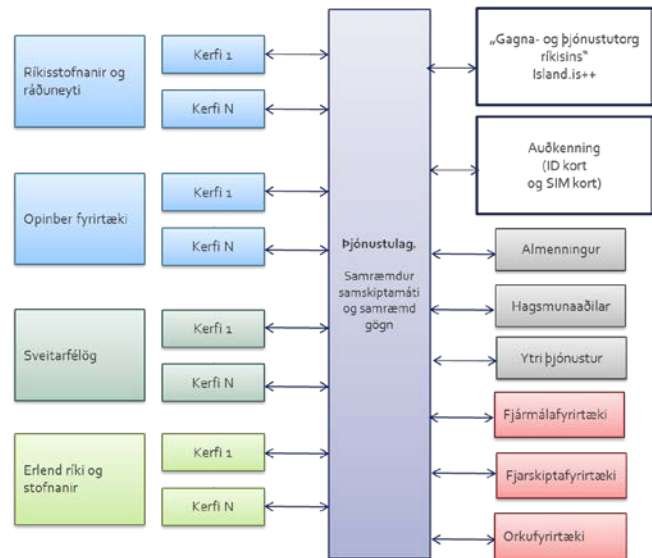 Ríkisstofnanir og
ráðuneyti
Kerfi 1
Kerfi N
Opinber fyrirtæki
Kerfi 1
Kerfi N
Sveitarfélög
Kerfi 1
Kerfi N
Erlend ríki og
stofnanir
Kerfi 1
Kerfi N
Þjónustulag.
Samræmdur
samskiptamáti
og samræmd
gögn
„Gagna- og þjónustutorg
ríkisins“
Island.is++
Auðkenning
(ID kort
og SIM kort)
Almenningur
Hagsmunaaðilar
Ytri þjónustur
Fjármálafyrirtæki
Fjarskiptafyrirtæki
Orkufyrirtæki